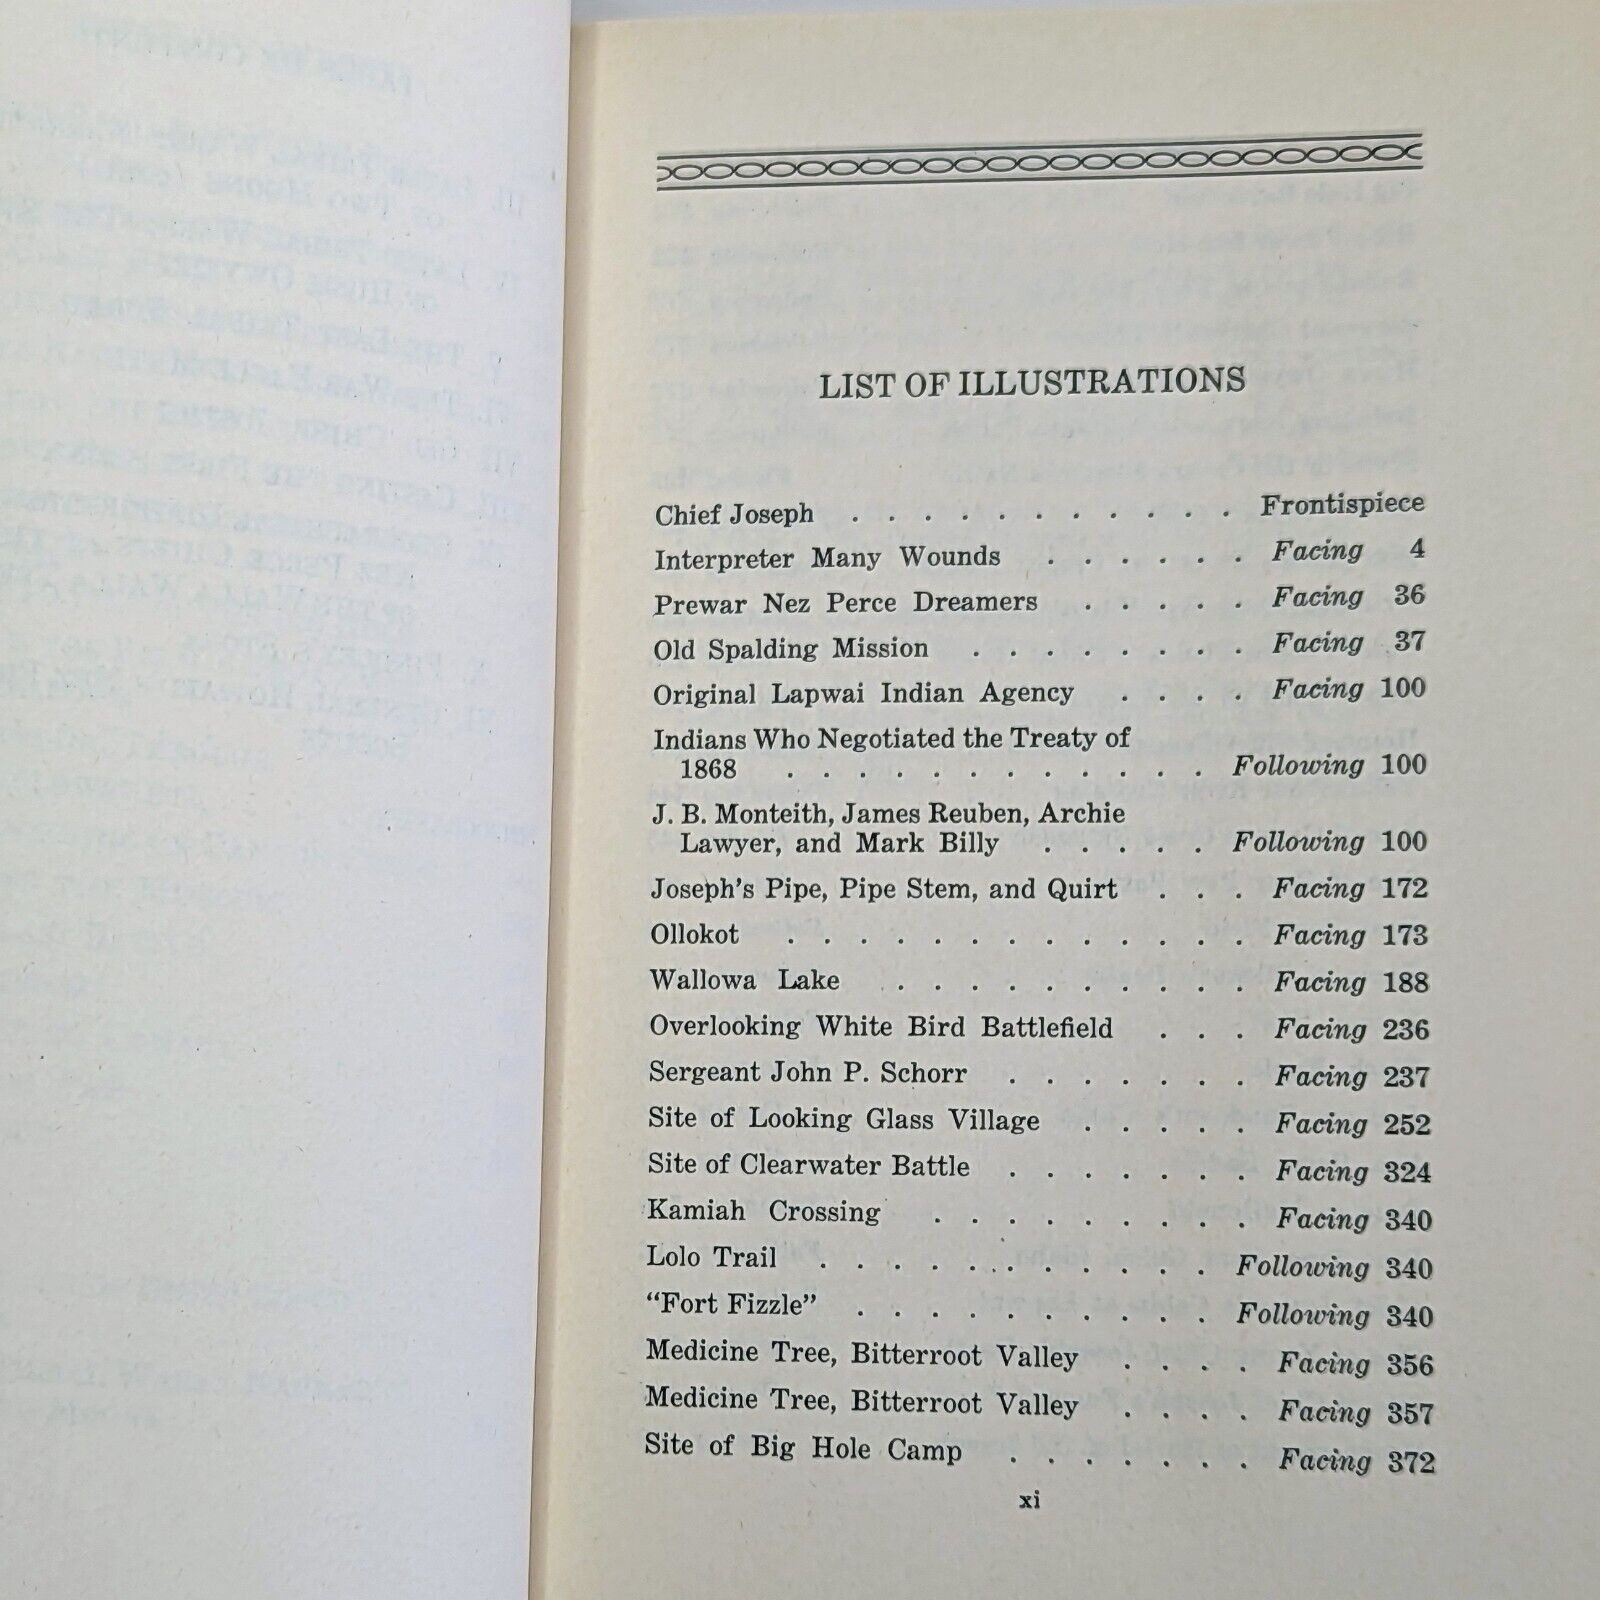 LIST OF ILLUSTRATIONS
Chief Joseph . . . . . . . . . . . Frontispiece
Interpreter Many Wounds . . . . . . Facing 4
Prewar Nez Perce Dreamers . . . . . Facing 36
Old Spalding Mission . . . . . . . . Facing 37
Original Lapwai Indian Agency . . . . Facing 100
Indians Who Negotiated the Treaty of
1868 . . . . . . . . . . . . Following 100
J. B. Monteith, James Reuben, Archie
Lawyer, and Mark Billy . . . . . Following 100
Joseph's Pipe, Pipe Stem, and Quirt . . . Facing 172
Ollokot . . . . . . . . . . . . . Facing 173
Wallowa Lake . . . . . . . . . . Facing 188
Overlooking White Bird Battlefield . . . Facing 236
Sergeant John P. Schorr . . . . . . . Facing 237
Site of Looking Glass Village . . . . . Facing 252
Site of Clearwater Battle . . . . . . . Facing 324
Kamiah Crossing . . . . . . . . . Facing 340
Lolo Trail . . . . . . . . . . . Following 340
"Fort Fizzle" . . . . . . . . . . Following 340
Medicine Tree, Bitterroot Valley . . . . Facing 356
Medicine Tree, Bitterroot Valley . . . . Facing 357
Site of Big Hole Camp . . . . . . . Facing 372
xi